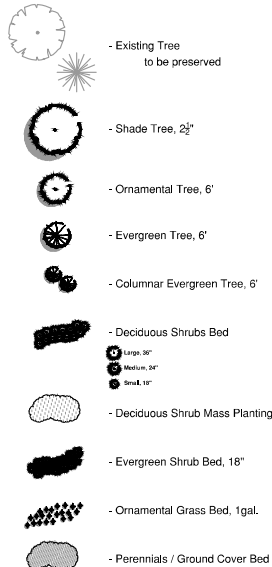 - Existing Tree
to be preserved
- Shade Tree, 2½"
- Ornamental Tree, 6'
- Evergreen Tree, 6'
- Columnar Evergreen Tree, 6'
- Deciduous Shrubs Bed
Large, 36"
Medium, 24"
Small, 18"
- Deciduous Shrub Mass Planting
- Evergreen Shrub Bed, 18"
- Ornamental Grass Bed, 1gal.
- Perennials / Ground Cover Bed